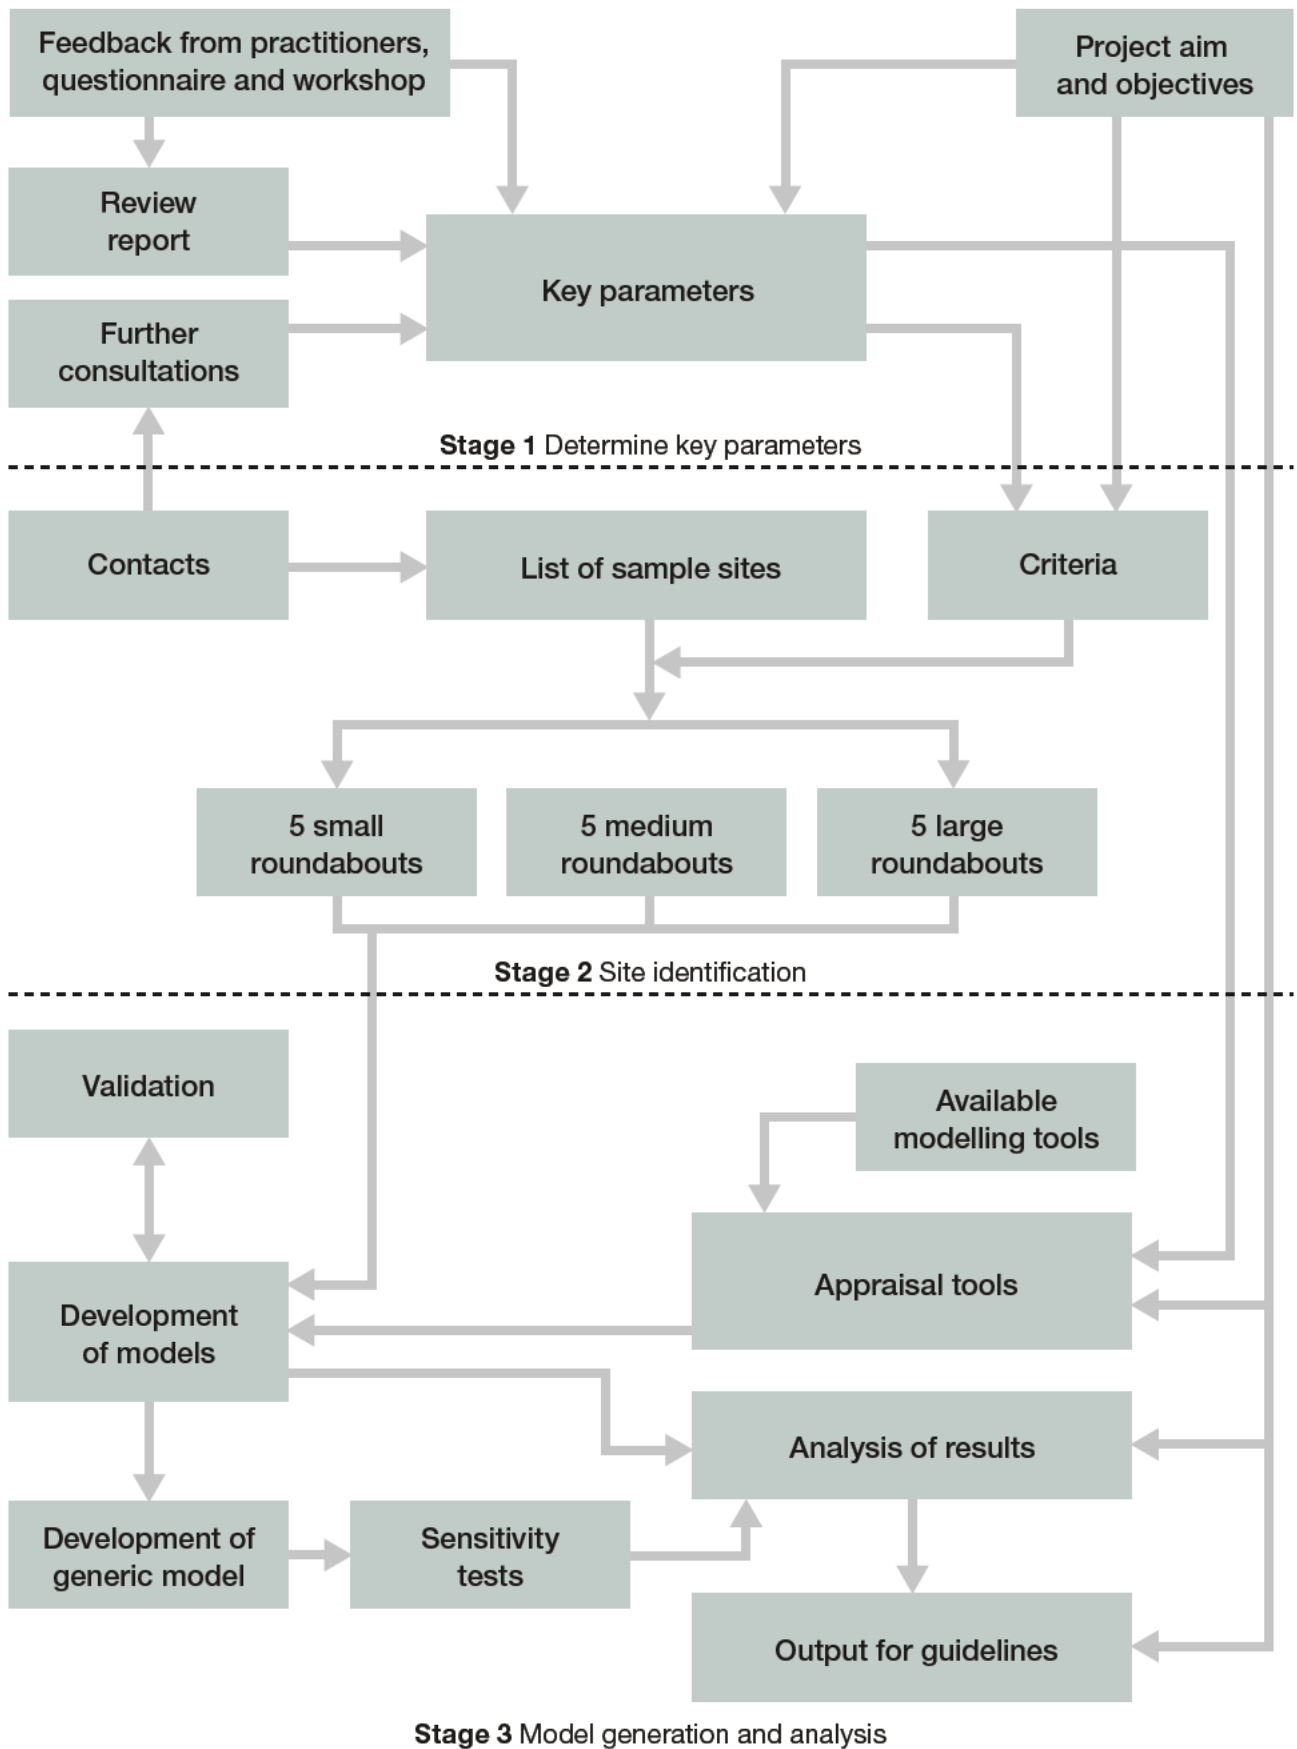 Feedback from practitioners,
questionnaire and workshop
Project aim
and objectives
Review
report
Key parameters
Further
consultations
Stage 1 Determine key parameters
Contacts
List of sample sites
Criteria
5 small
roundabouts
5 medium
roundabouts
5 large
roundabouts
Stage 2 Site identification
Validation
Available
modelling tools
Appraisal tools
Development
of models
Analysis of results
Development of
generic model
Sensitivity
tests
Output for guidelines
Stage 3 Model generation and analysis